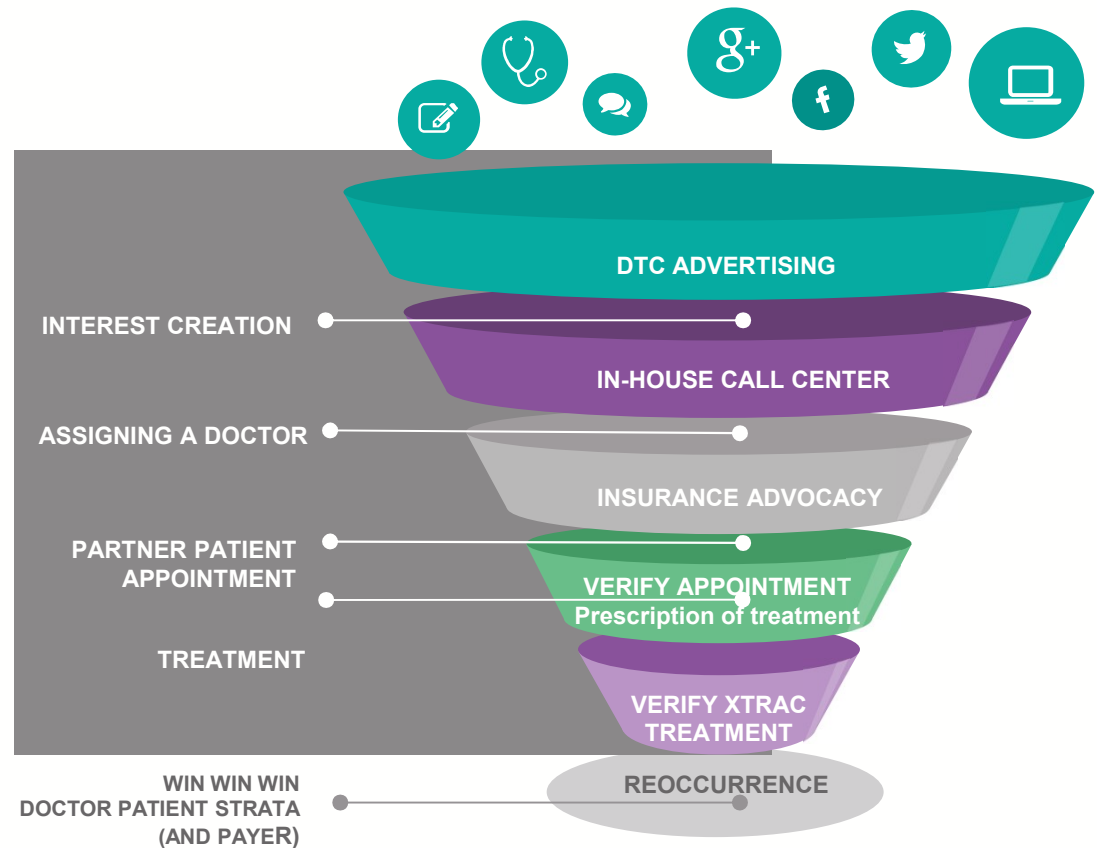 g+
f
DTC ADVERTISING
INTEREST CREATION
IN-HOUSE CALL CENTER
ASSIGNING A DOCTOR
INSURANCE ADVOCACY
PARTNER PATIENT
APPOINTMENT
VERIFY APPOINTMENT
Prescription of treatment
TREATMENT
VERIFY XTRAC
TREATMENT
WIN WIN WIN
DOCTOR PATIENT STRATA
(AND PAYER)
REOCCURRENCE